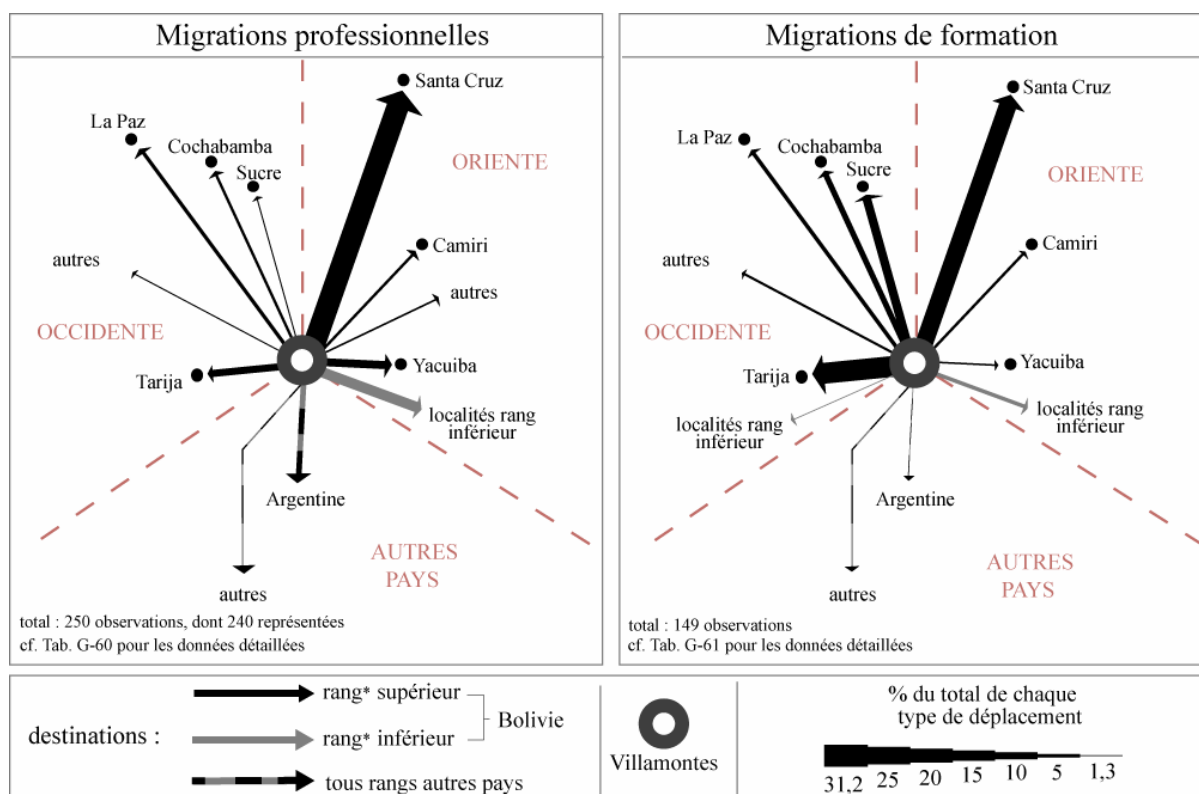 Migrations professionnelles
Santa Cruz
La Paz
Cochabamba
Sucre
ORIENTE
Camiri
autres
autres
OCCIDENTE
Yacuiba
Tarija
localités rang
inférieur
Argentine
AUTRES
PAYS
autres
total : 250 observations, dont 240 représentées
cf. Tab. G-60 pour les données détaillées
Migrations de formation
Santa Cruz
La Paz
Cochabamba
Sucre
ORIENTE
Camiri
autres
OCCIDENTE
Yacuiba
Tarija
localités rang
inférieur
localités rang
inférieur
Argentine
AUTRES
PAYS
autres
total : 149 observations
cf. Tab. G-61 pour les données détaillées
destinations :
rang* supérieur
Bolivie
rang* inférieur
tous rangs autres pays
Villamontes
% du total de chaque
type de déplacement
31,2 25 20 15 10 5 1,3